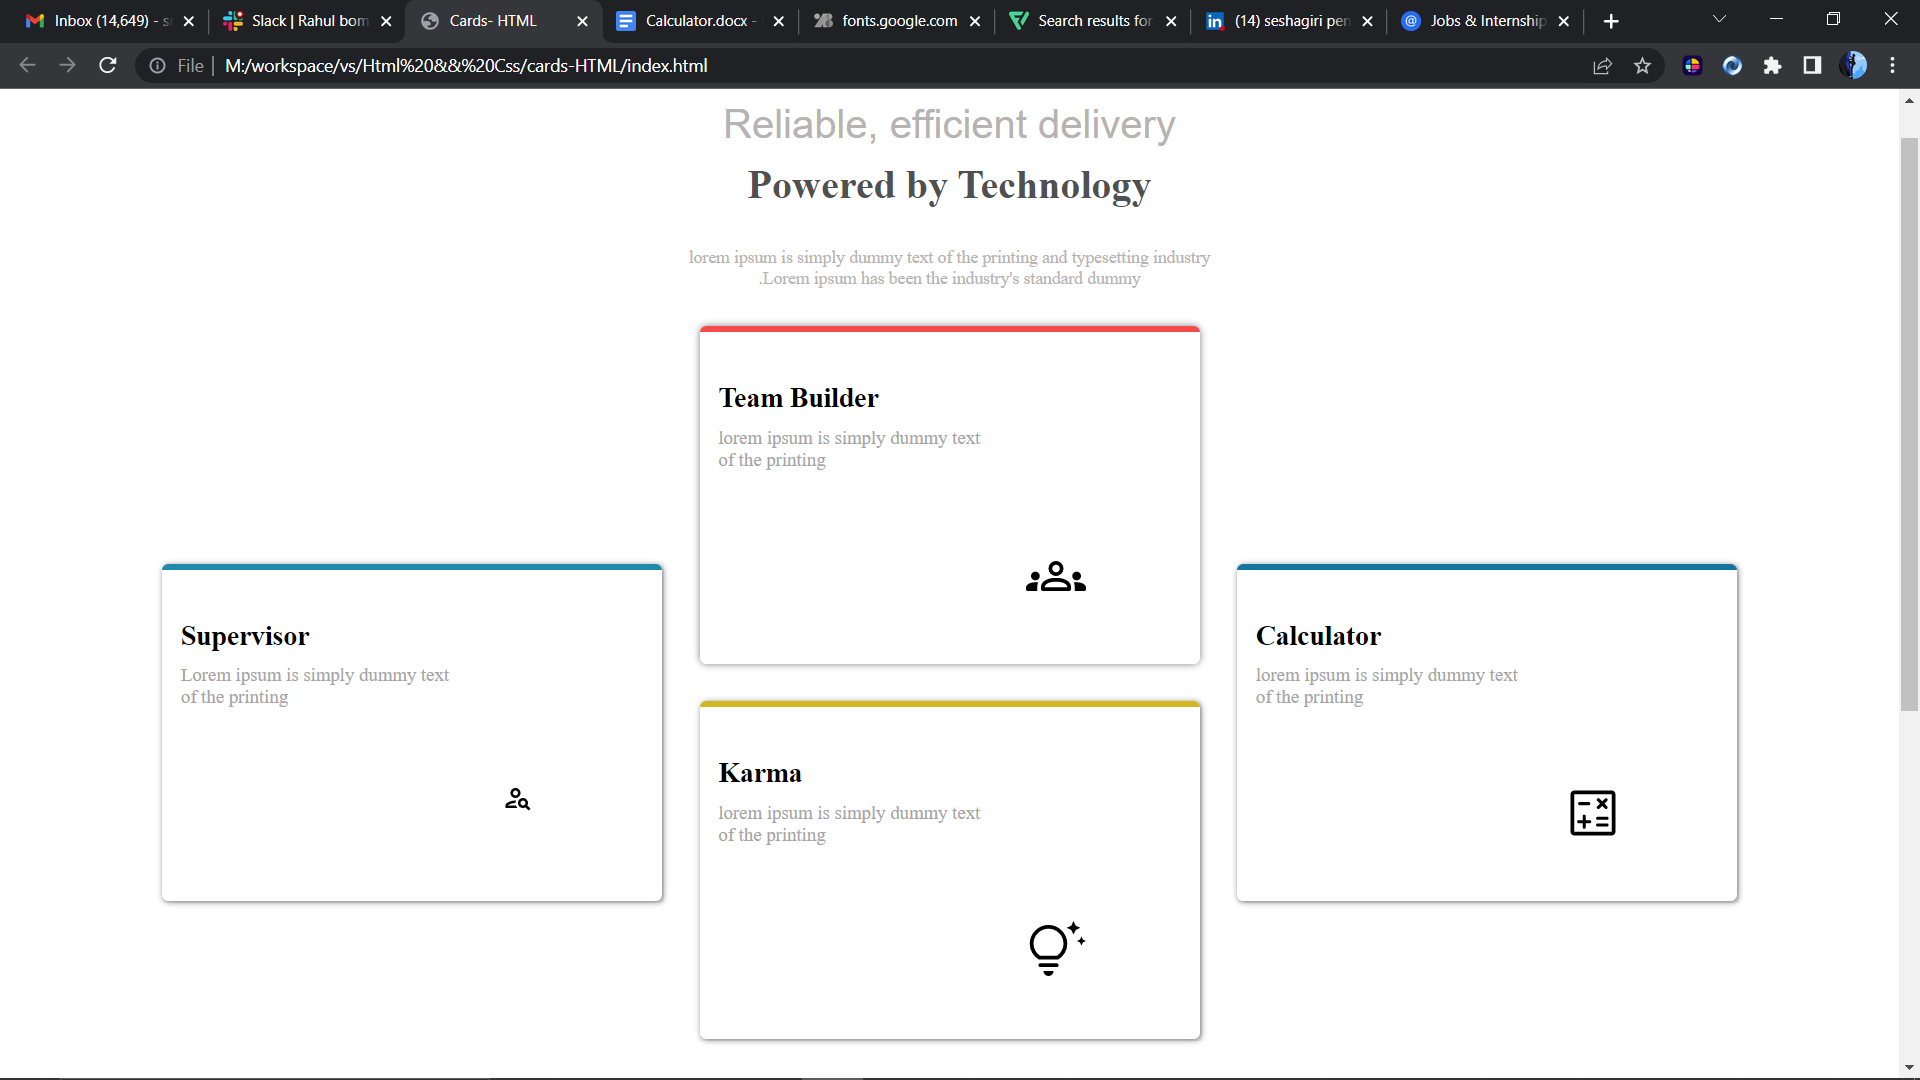 Inbox (14,649) - s
Slack | Rahul bom
Cards- HTML
Calculator.docx -
fonts.google.com
Search results for
(14) seshagiri pen
Jobs & Internship
File
M:/workspace/vs/Html%20&&%20Css/cards-HTML/index.html
Reliable, efficient delivery
Powered by Technology
lorem ipsum is simply dummy text of the printing and typesetting industry
.Lorem ipsum has been the industry's standard dummy
Team Builder
lorem ipsum is simply dummy text
of the printing
Supervisor
Lorem ipsum is simply dummy text
of the printing
Calculator
lorem ipsum is simply dummy text
of the printing
Karma
lorem ipsum is simply dummy text
of the printing